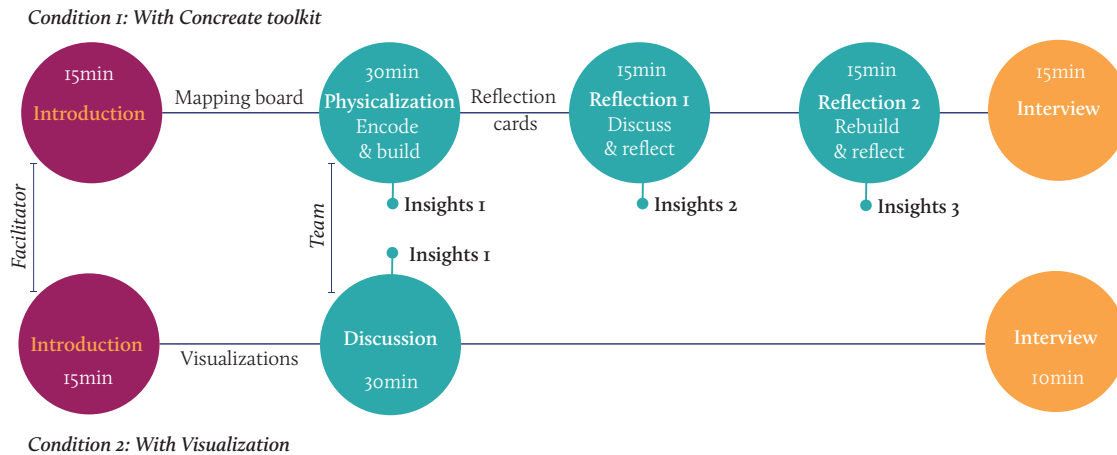 Condition 1: With Concreate toolkit
15min
Introduction
Mapping board
30min
Physicalization
Encode
& build
Reflection
cards
15min
Reflection 1
Discuss
& reflect
15min
Reflection 2
Rebuild
& reflect
15min
Interview
Insights 1
Insights 2
Insights 3
Facilitator
Team
Insights 1
Introduction
15min
Visualizations
Discussion
30min
Interview
10min
Condition 2: With Visualization